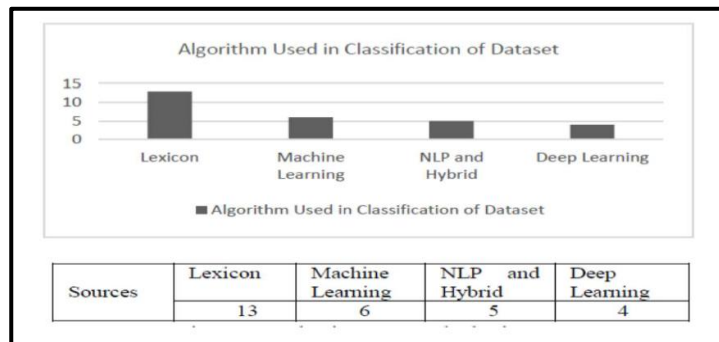 Algorithm Used in Classification of Dataset
15
10
5
0
Lexicon
Machine
Learning
NLP and
Hybrid
Deep Learning
Algorithm Used in Classification of Dataset
Sources
Lexicon
Machine
Learning
NLP and
Hybrid
Deep
Learning
13
6
5
4